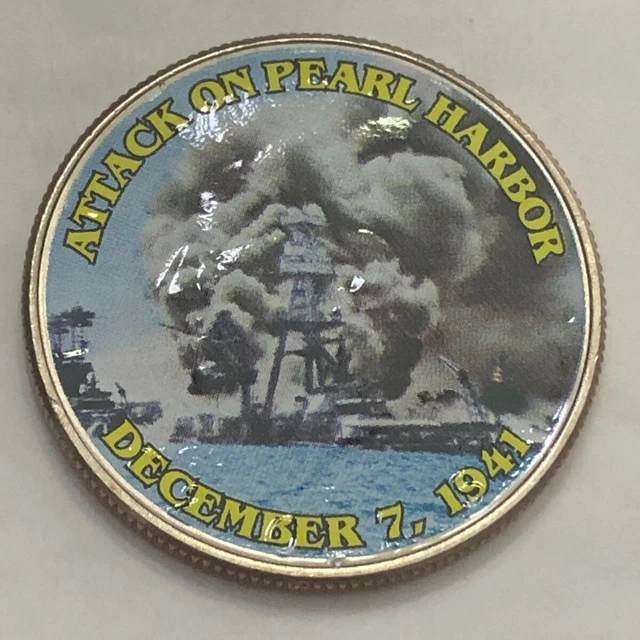 ATTACK ON PEARL HARBOR
DECEMBER 7, 1941